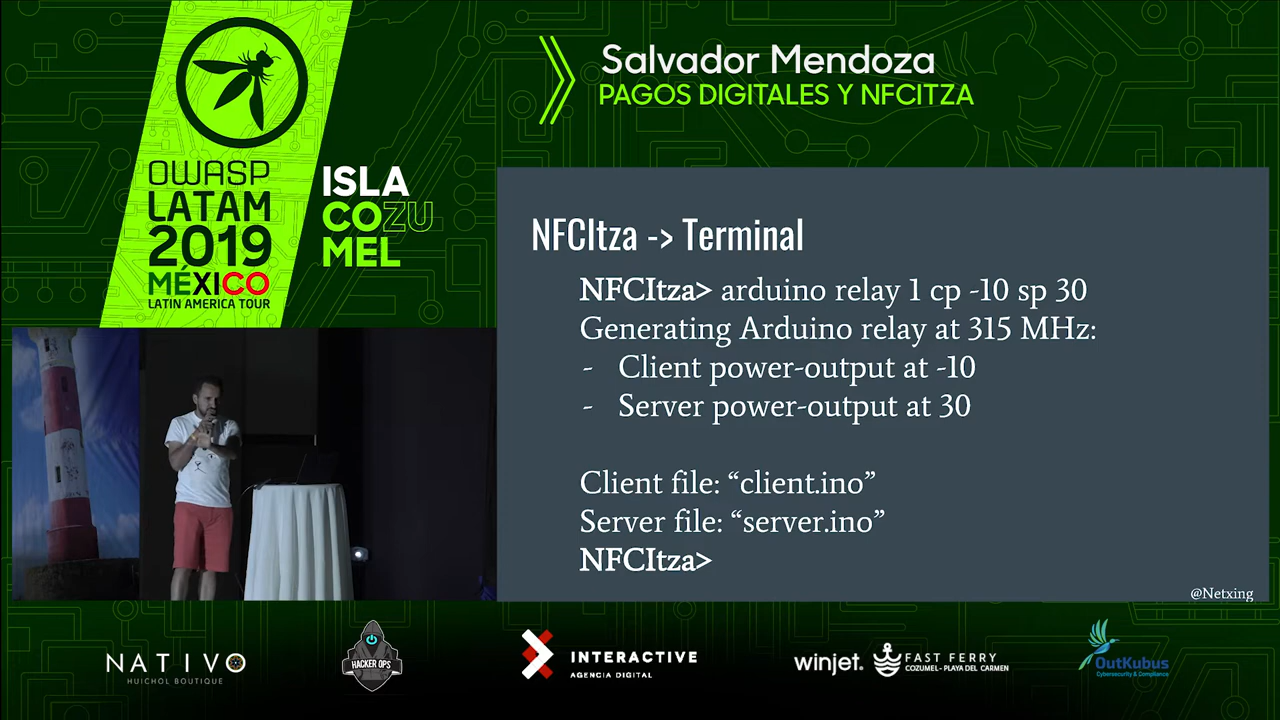 Salvador Mendoza
PAGOS DIGITALES Y NFCITZA
OWASP
LATAM
2019
MÉXICO
LATIN AMERICA TOUR
ISLA
COZU
MEL
NFCItza -> Terminal
NFCItza> arduino relay 1 cp -10 sp 30
Generating Arduino relay at 315 MHz:
- Client power-output at -10
- Server power-output at 30
Client file: “client.ino”
Server file: “server.ino”
NFCItza>
@Netxing
NATIVO
HUICHOL BOUTIQUE
HACKER OPS
INTERACTIVE
AGENCIA DIGITAL
winjet.
FAST FERRY
COZUMEL - PLAYA DEL CARMEN
OutKubus
Cybersecurity & Compliance